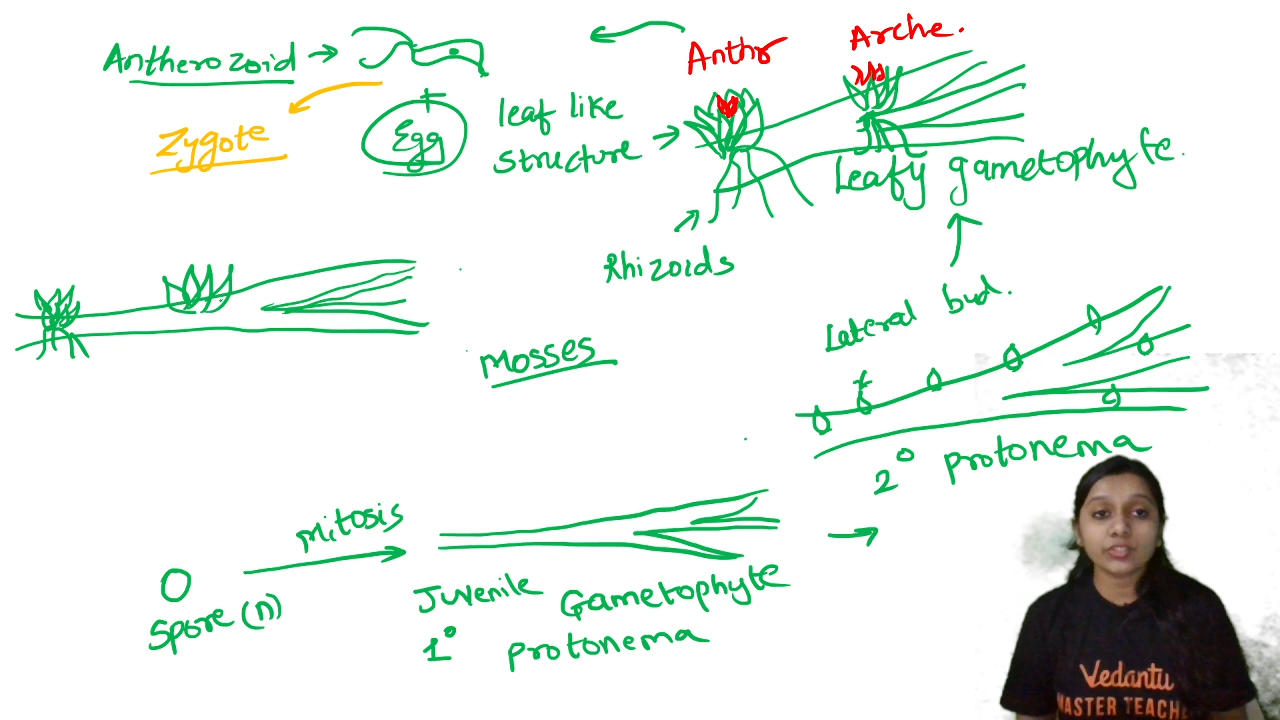 Antherozoid →
Zygote
+
Egg
leaf like
structure →
Anthr
Arche.
Leafy gametophyte.
Rhizoids
Lateral bud.
Mosses
2° protonema
mitosis
Spore (n)
Juvenile Gametophyte
1° protonema
Vedantu
MASTER TEACHE